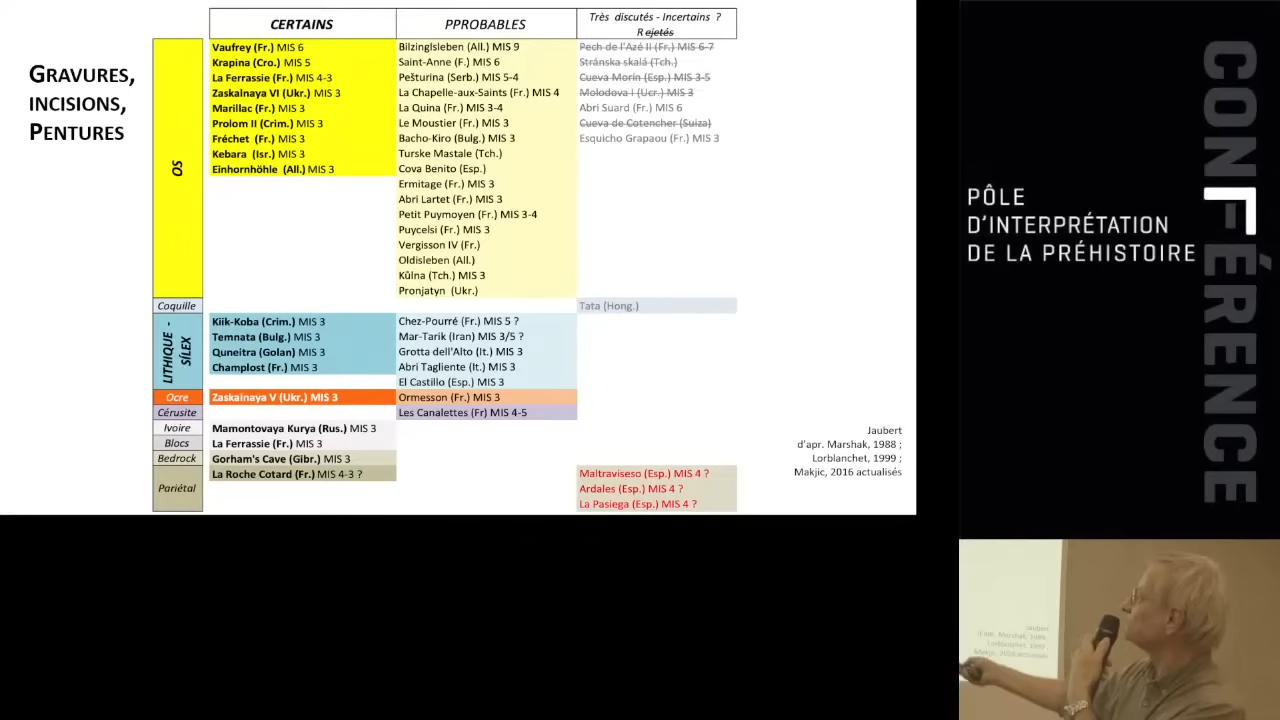 GRAVURES,
INCISIONS,
PENTURES
CERTAINS
PPROBABLES
Très discutés - Incertains ?
R ejetés
OS
Vaufrey (Fr.) MIS 6
Krapina (Cro.) MIS 5
La Ferrassie (Fr.) MIS 4-3
Zaskalnaya VI (Ukr.) MIS 3
Marillac (Fr.) MIS 3
Prolom II (Crim.) MIS 3
Fréchet (Fr.) MIS 3
Kebara (Isr.) MIS 3
Einhornhöhle (All.) MIS 3
Bilzinglsleben (All.) MIS 9
Saint-Anne (F.) MIS 6
Pešturina (Serb.) MIS 5-4
La Chapelle-aux-Saints (Fr.) MIS 4
La Quina (Fr.) MIS 3-4
Le Moustier (Fr.) MIS 3
Bacho-Kiro (Bulg.) MIS 3
Turske Mastale (Tch.)
Cova Benito (Esp.)
Ermitage (Fr.) MIS 3
Abri Lartet (Fr.) MIS 3
Petit Puymoyen (Fr.) MIS 3-4
Puycelsi (Fr.) MIS 3
Vergisson IV (Fr.)
Oldisleben (All.)
Kůlna (Tch.) MIS 3
Pronjatyn (Ukr.)
Pech de l'Azé II (Fr.) MIS 6-7
Stránska skalá (Tch.)
Cueva Morín (Esp.) MIS 3-5
Molodova I (Ucr.) MIS 3
Abri Suard (Fr.) MIS 6
Cueva de Cotencher (Suiza)
Esquicho Grapaou (Fr.) MIS 3
Coquille
Tata (Hong.)
LITHIQUE -
SÍLEX
Kiik-Koba (Crim.) MIS 3
Temnata (Bulg.) MIS 3
Quneitra (Golan) MIS 3
Champlost (Fr.) MIS 3
Chez-Pourré (Fr.) MIS 5 ?
Mar-Tarik (Iran) MIS 3/5 ?
Grotta dell'Alto (It.) MIS 3
Abri Tagliente (It.) MIS 3
El Castillo (Esp.) MIS 3
Ocre
Zaskalnaya V (Ukr.) MIS 3
Ormesson (Fr.) MIS 3
Cérusite
Les Canalettes (Fr) MIS 4-5
Ivoire
Mamontovaya Kurya (Rus.) MIS 3
Blocs
La Ferrassie (Fr.) MIS 3
Bedrock
Gorham's Cave (Gibr.) MIS 3
Pariétal
La Roche Cotard (Fr.) MIS 4-3 ?
Maltraviseso (Esp.) MIS 4 ?
Ardales (Esp.) MIS 4 ?
La Pasiega (Esp.) MIS 4 ?
Jaubert
d'apr. Marshak, 1988 ;
Lorblanchet, 1999 ;
Makjic, 2016 actualisés
PÔLE
D'INTERPRÉTATION
DE LA PRÉHISTOIRE
CONFÉRENCE
Jaubert
d'apr. Marshak, 1988 ;
Lorblanchet, 1999 ;
Makjic, 2016 actualisés